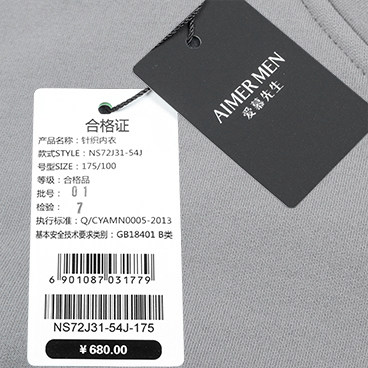 AIMER MEN
爱慕先生
合格证
产品名称：针织内衣
款式STYLE：NS72J31-54J
号型SIZE：175/100
等级：合格品
批号：01
检验：7
执行标准：Q/CYAMN0005-2013
基本安全技术要求类别：GB18401 B类
6901087031779
NS72J31-54J-175
￥680.00